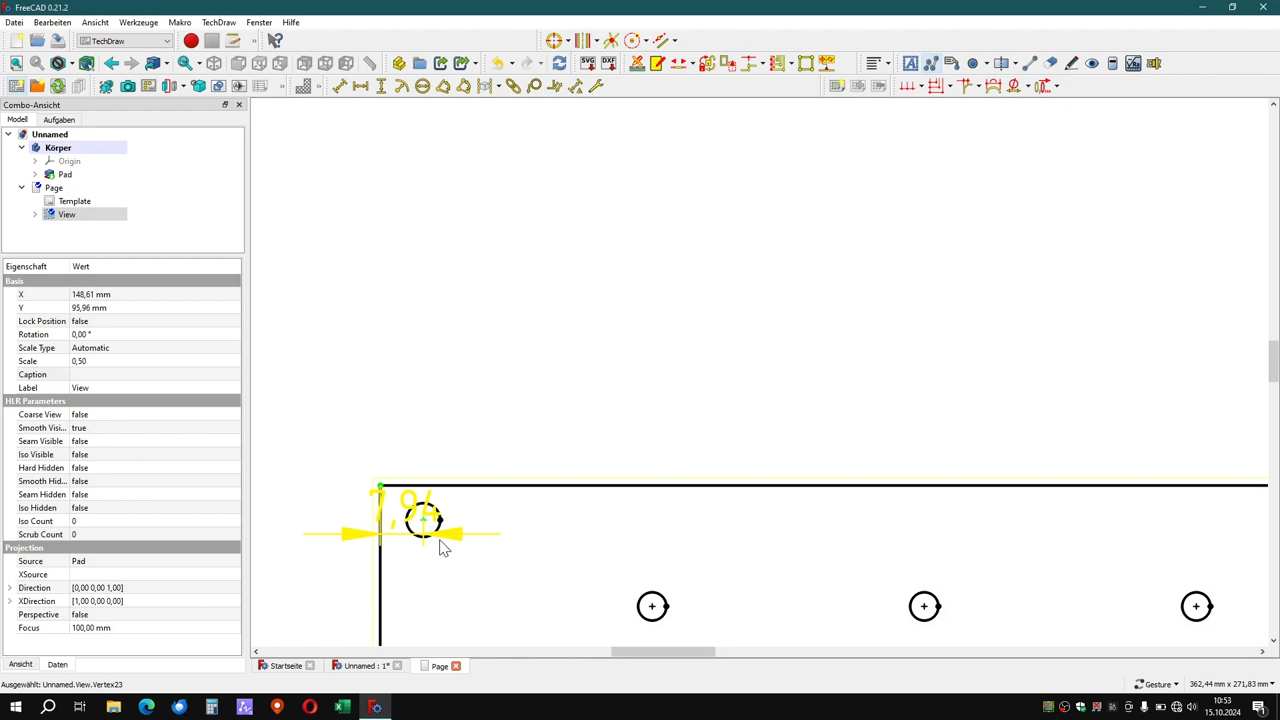 FreeCAD 0.21.2
Datei Bearbeiten Ansicht Werkzeuge Makro TechDraw Fenster Hilfe
TechDraw
SVG DXF
Combo-Ansicht
Modell Aufgaben
Unnamed
Körper
Origin
Pad
Page
Template
View
Eigenschaft Wert
Basis
X 148,61 mm
Y 95,96 mm
Lock Position false
Rotation 0,00 °
Scale Type Automatic
Scale 0,50
Caption
Label View
HLR Parameters
Coarse View false
Smooth Visi... true
Seam Visible false
Iso Visible false
Hard Hidden false
Smooth Hid... false
Seam Hidden false
Iso Hidden false
Iso Count 0
Scrub Count 0
Projection
Source Pad
XSource
Direction [0,00 0,00 1,00]
XDirection [1,00 0,00 0,00]
Perspective false
Focus 100,00 mm
7,94
Ansicht Daten
Startseite Unnamed : 1* Page
Ausgewählt: Unnamed.View.Vertex23
Gesture 362,44 mm x 271,83 mm
10:53
15.10.2024